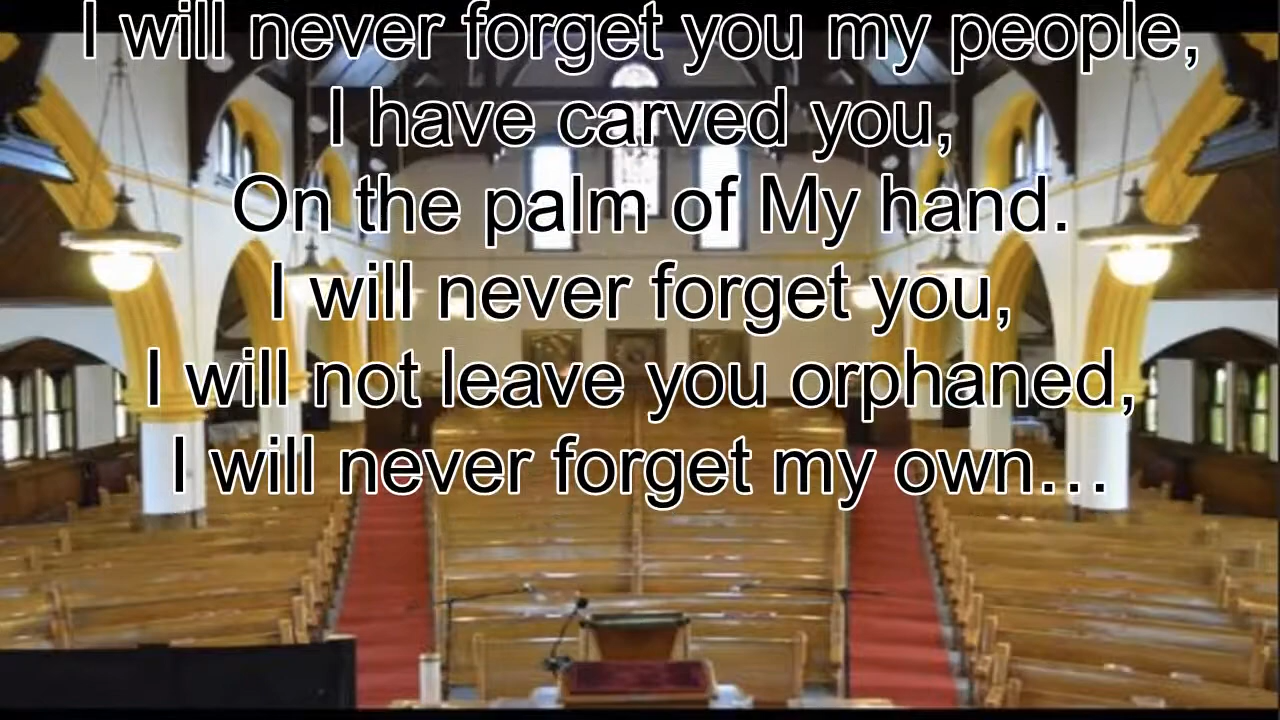 I will never forget you my people,
I have carved you,
On the palm of My hand.
I will never forget you,
I will not leave you orphaned,
I will never forget my own…